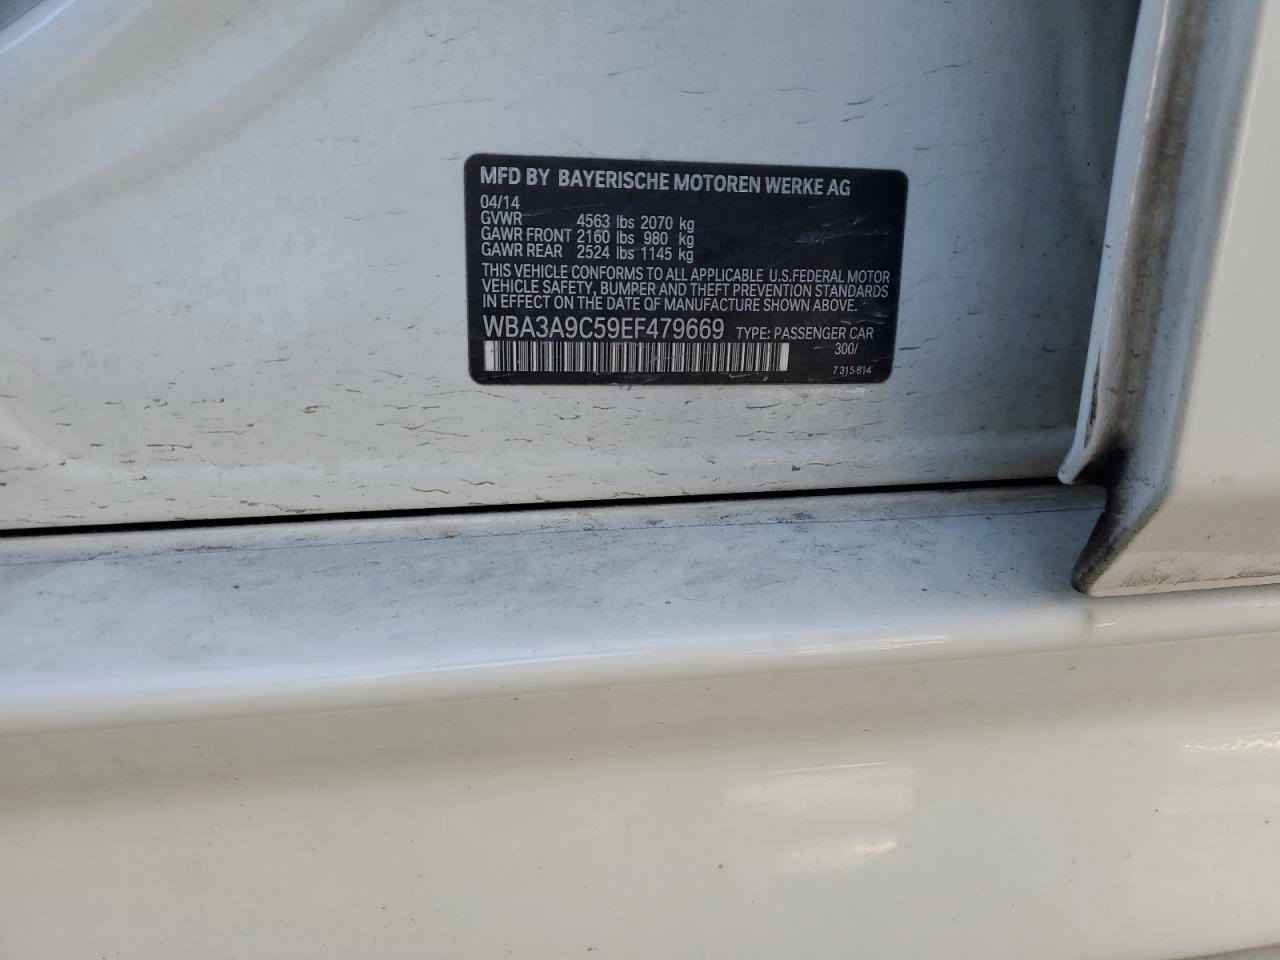 MFD BY BAYERISCHE MOTOREN WERKE AG
04/14
GVWR 4563 lbs 2070 kg
GAWR FRONT 2160 lbs 980 kg
GAWR REAR 2524 lbs 1145 kg
THIS VEHICLE CONFORMS TO ALL APPLICABLE U.S.FEDERAL MOTOR
VEHICLE SAFETY, BUMPER AND THEFT PREVENTION STANDARDS
IN EFFECT ON THE DATE OF MANUFACTURE SHOWN ABOVE.
WBA3A9C59EF479669 TYPE: PASSENGER CAR
300/
7 315 814